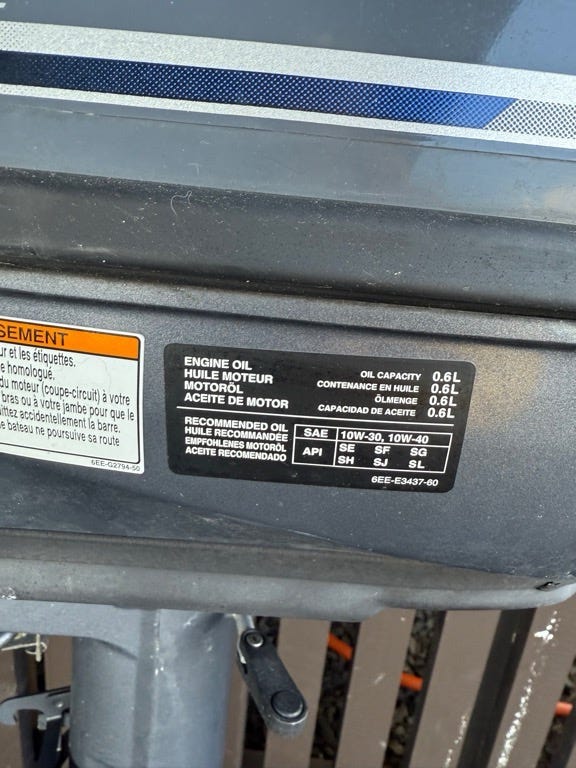 SEMENT
ur et les étiquettes.
e homologué.
du moteur (coupe-circuit) à votre
bras ou à votre jambe pour que le
ttez accidentellement la barre.
e bateau ne poursuive sa route
6EE-G2794-50
ENGINE OIL
HUILE MOTEUR
MOTORÖL
ACEITE DE MOTOR
OIL CAPACITY 0.6L
CONTENANCE EN HUILE 0.6L
ÖLMENGE 0.6L
CAPACIDAD DE ACEITE 0.6L
RECOMMENDED OIL
HUILE RECOMMANDÉE
EMPFOHLENES MOTORÖL
ACEITE RECOMENDADO
SAE 10W-30, 10W-40
API SE SF SG
SH SJ SL
6EE-E3437-60